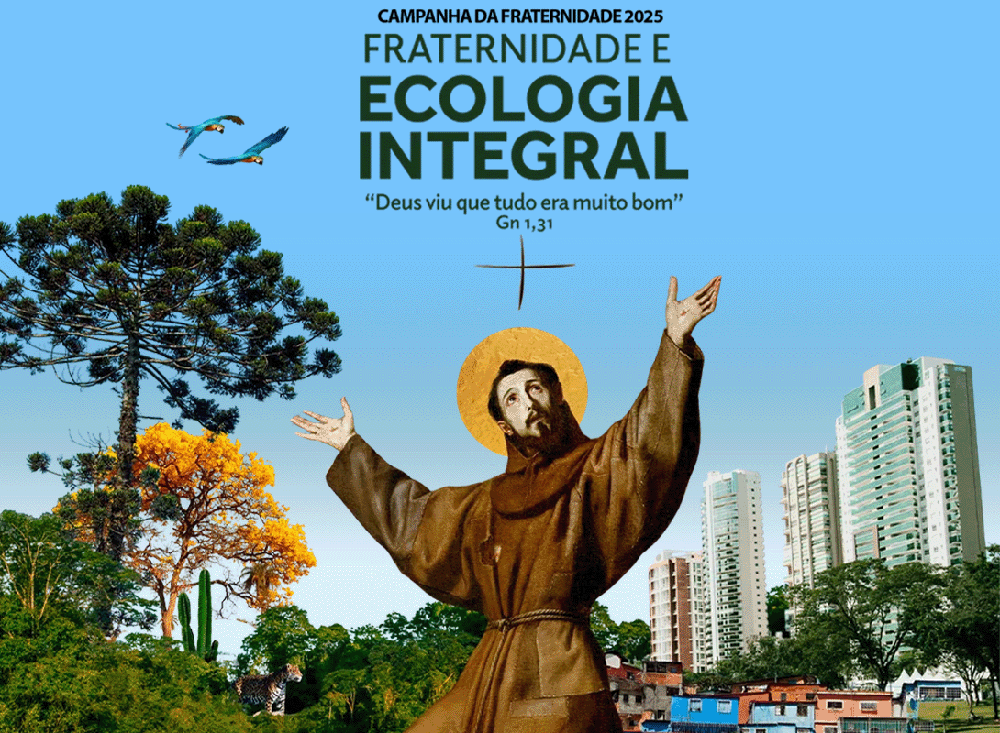 CAMPANHA DA FRATERNIDADE 2025
FRATERNIDADE E
ECOLOGIA
INTEGRAL
“Deus viu que tudo era muito bom”
Gn 1,31